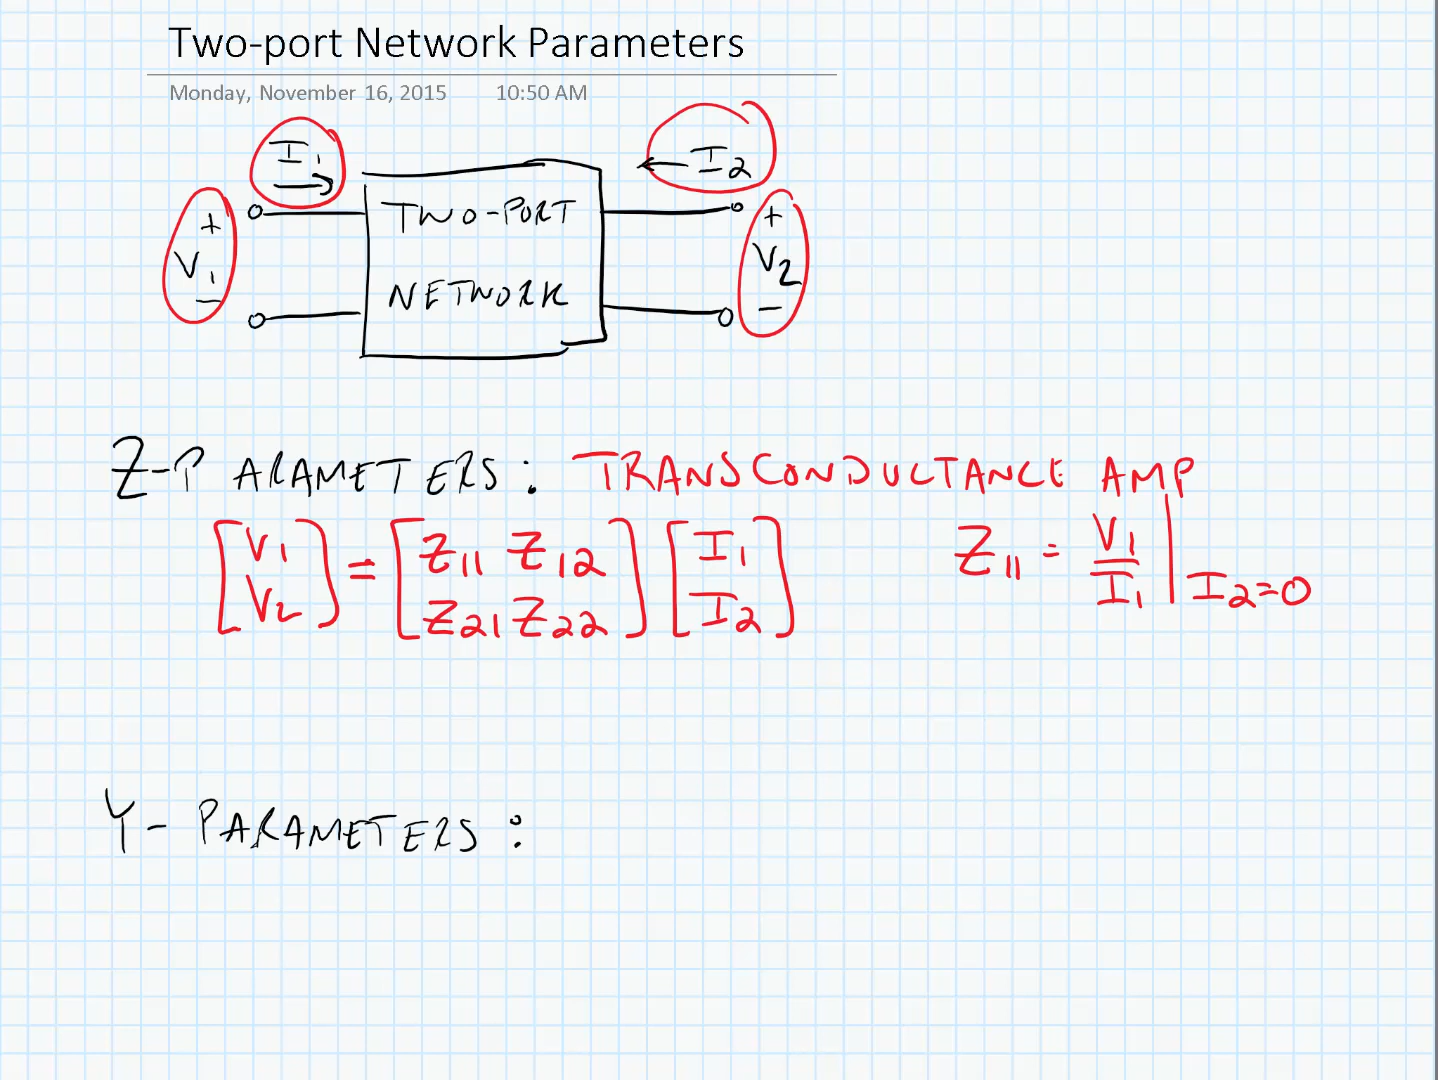 Two-port Network Parameters
Monday, November 16, 2015 10:50 AM
I₁ → ← I₂
+ V₁ −
TWO-PORT
NETWORK
+ V₂ −
Z-PARAMETERS: TRANSCONDUCTANCE AMP
[V₁ V₂] = [Z₁₁ Z₁₂ Z₂₁ Z₂₂] [I₁ I₂] Z₁₁ = V₁/I₁ | I₂=0
Y-PARAMETERS: